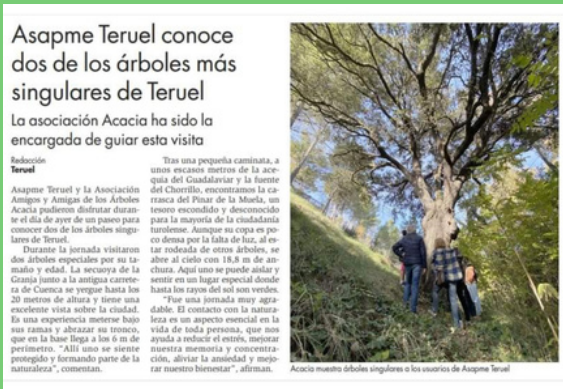 Asapme Teruel conoce
dos de los árboles más
singulares de Teruel
La asociación Acacia ha sido la
encargada de guiar esta visita
Redacción
Teruel
Asapme Teruel y la Asociación
Amigos y Amigas de los Árboles
Acacia pudieron disfrutar duran-
te el día de ayer de un paseo para
conocer dos de los árboles singu-
lares de Teruel.
Durante la jornada visitaron
dos árboles especiales por su ta-
maño y edad. La secuoya de la
Granja junto a la antigua carrete-
ra de Cuenca se yergue hasta los
20 metros de altura y tiene una
excelente vista sobre la ciudad.
Es una experiencia meterse bajo
sus ramas y abrazar su tronco,
que en la base llega a los 6 m de
perímetro. “Allí uno se siente
protegido y formando parte de la
naturaleza”, comentan.
Tras una pequeña caminata, a
unos escasos metros de la ace-
quia del Guadalaviar y la fuente
del Chorrillo, encontramos la ca-
rrasca del Pinar de la Muela, un
tesoro escondido y desconocido
para la mayoría de la ciudadanía
turolense. Aunque su copa es po-
co densa por la falta de luz, al es-
tar rodeada de otros árboles, se
abre al cielo con 18,8 m de an-
chura. Aquí uno se puede aislar y
sentir en un lugar especial donde
hasta los rayos del sol son verdes.
“Fue una jornada muy agra-
dable. El contacto con la natura-
leza es un aspecto esencial en la
vida de toda persona, que nos
ayuda a reducir el estrés, mejorar
nuestra memoria y concentra-
ción, aliviar la ansiedad y mejo-
rar nuestro bienestar”, afirman.
Acacia muestra árboles singulares a los usuarios de Asapme Teruel